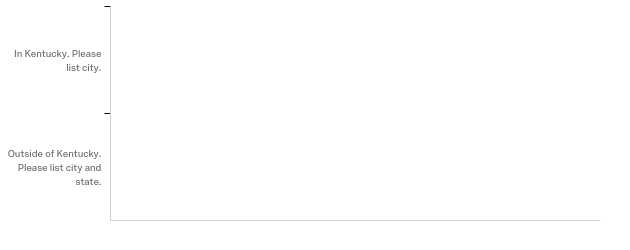 In Kentucky. Please
list city.
Outside of Kentucky.
Please list city and
state.